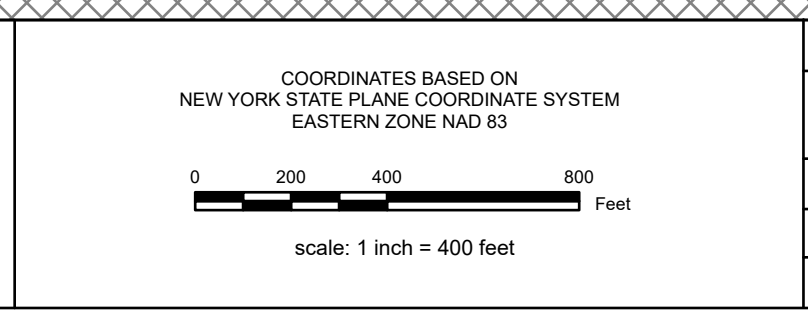 COORDINATES BASED ON
NEW YORK STATE PLANE COORDINATE SYSTEM
EASTERN ZONE NAD 83
0 200 400 800
Feet
scale: 1 inch = 400 feet